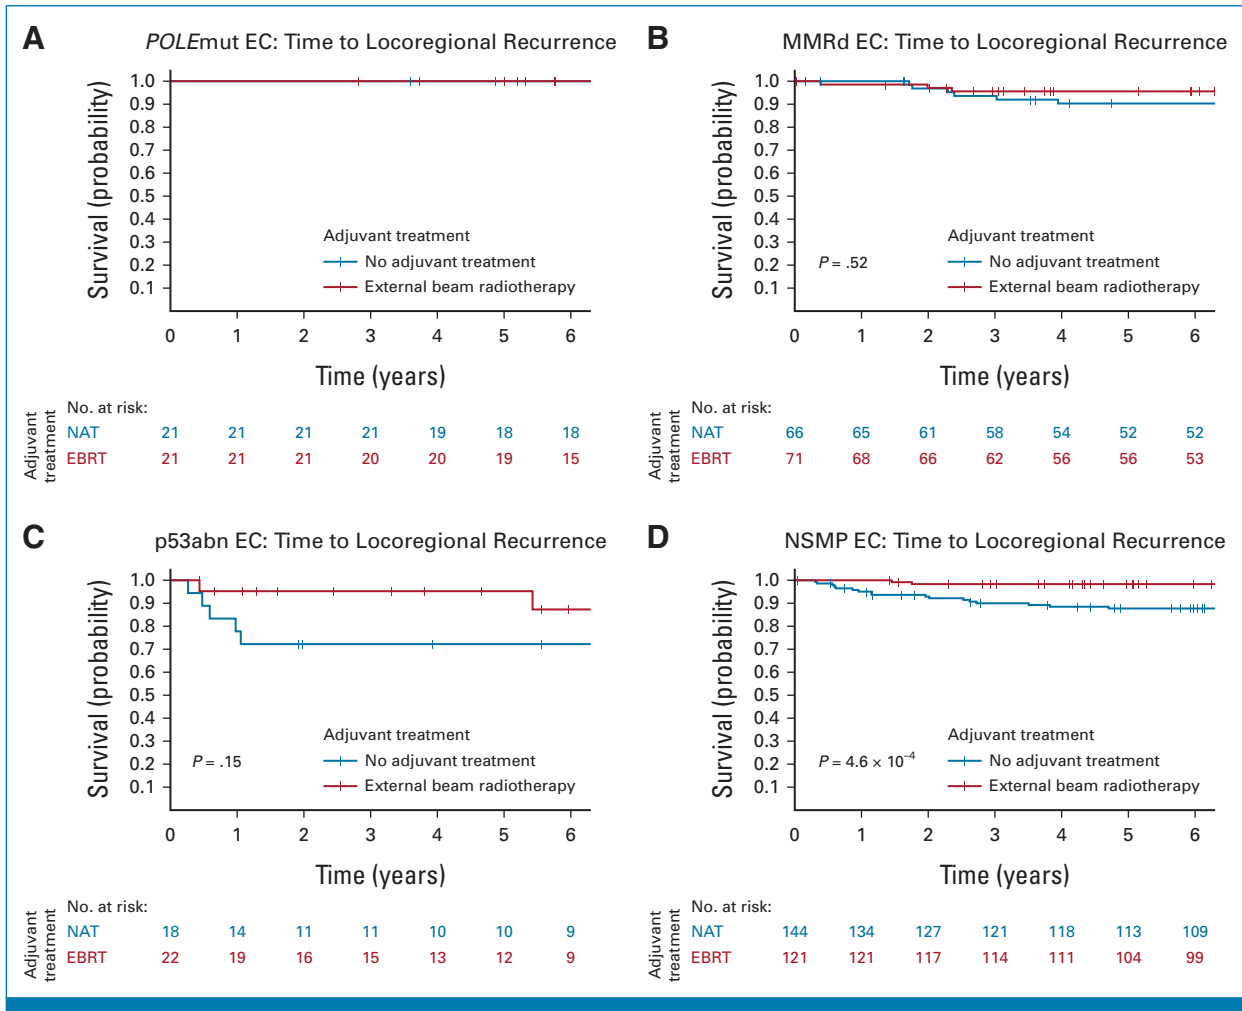 A
POLEmut EC: Time to Locoregional Recurrence
Survival (probability)
1.0
0.9
0.8
0.7
0.6
0.5
0.4
0.3
0.2
0.1
Adjuvant treatment
No adjuvant treatment
External beam radiotherapy
0 1 2 3 4 5 6
Time (years)
Adjuvant
treatment
No. at risk:
NAT 21 21 21 21 19 18 18
EBRT 21 21 21 20 20 19 15
B
MMRd EC: Time to Locoregional Recurrence
Survival (probability)
1.0
0.9
0.8
0.7
0.6
0.5
0.4
0.3
0.2
0.1
P = .52
Adjuvant treatment
No adjuvant treatment
External beam radiotherapy
0 1 2 3 4 5 6
Time (years)
Adjuvant
treatment
No. at risk:
NAT 66 65 61 58 54 52 52
EBRT 71 68 66 62 56 56 53
C
p53abn EC: Time to Locoregional Recurrence
Survival (probability)
1.0
0.9
0.8
0.7
0.6
0.5
0.4
0.3
0.2
0.1
P = .15
Adjuvant treatment
No adjuvant treatment
External beam radiotherapy
0 1 2 3 4 5 6
Time (years)
Adjuvant
treatment
No. at risk:
NAT 18 14 11 11 10 10 9
EBRT 22 19 16 15 13 12 9
D
NSMP EC: Time to Locoregional Recurrence
Survival (probability)
1.0
0.9
0.8
0.7
0.6
0.5
0.4
0.3
0.2
0.1
P = 4.6 × 10⁻⁴
Adjuvant treatment
No adjuvant treatment
External beam radiotherapy
0 1 2 3 4 5 6
Time (years)
Adjuvant
treatment
No. at risk:
NAT 144 134 127 121 118 113 109
EBRT 121 121 117 114 111 104 99